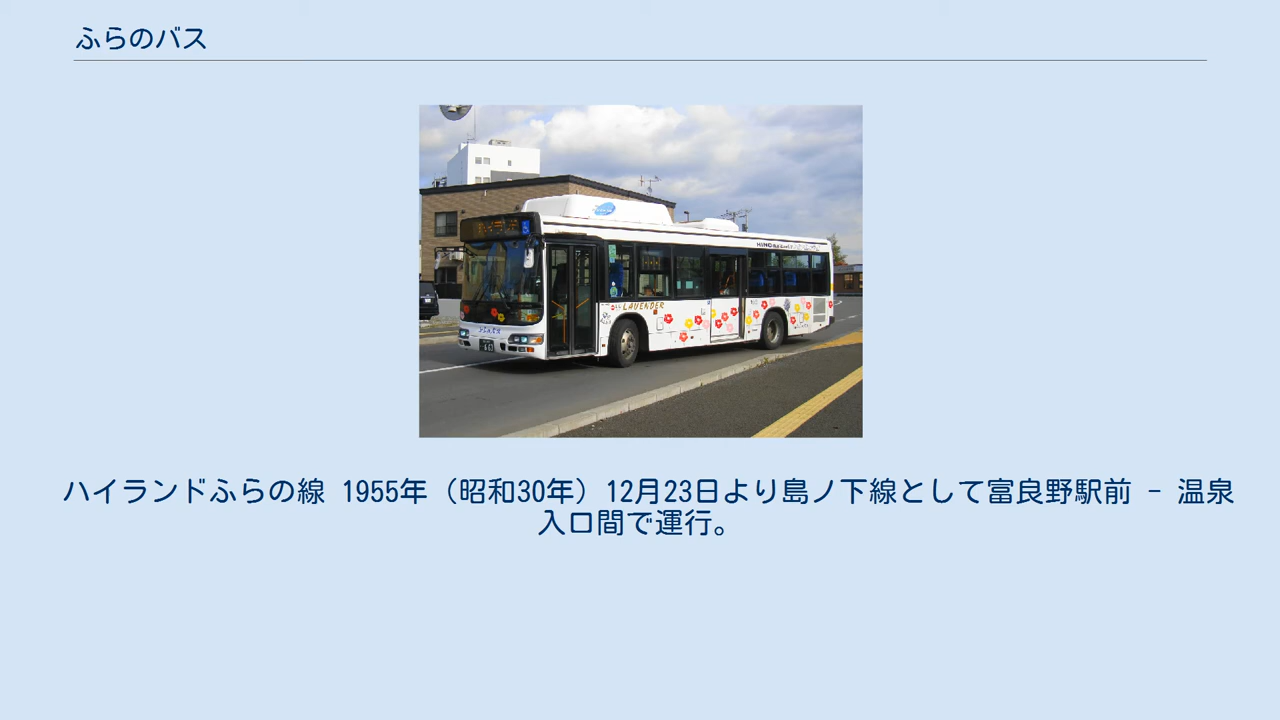 ふらのバス
LAVENDER
ハイランドふらの線 1955年（昭和30年）12月23日より島ノ下線として富良野駅前 - 温泉
入口間で運行。